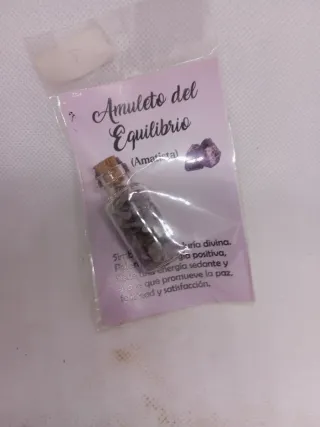 Amuleto del
Equilibrio
(Amatista)
divina.
positiva,
energía sedante y
que promueve la paz,
y satisfacción.